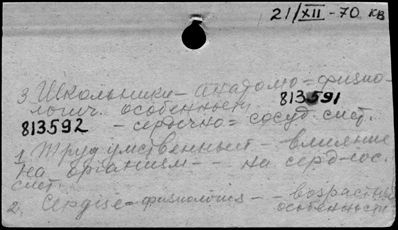 21/XII - 70 кв
3. Школьники - анатомо=физио-
логич. особенности 813591
813592 - сердечно=сосуд. сист.
1. Труд умственный - влияние
на организм - - на серд-сос.
сист.
2. Сердце=физиология - - возрастные
особенности